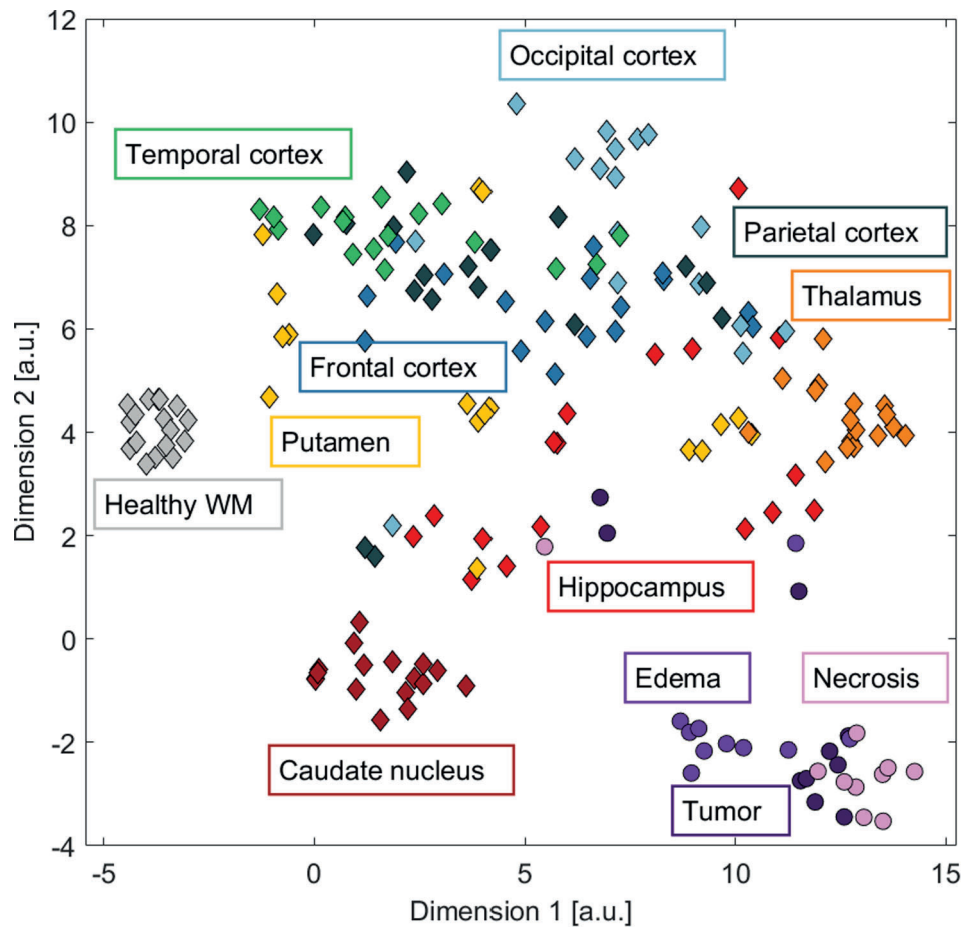 12
Occipital cortex
10
Temporal cortex
8
Parietal cortex
Thalamus
6
Frontal cortex
Putamen
4
Healthy WM
2
Hippocampus
0
Edema
Necrosis
-2
Caudate nucleus
Tumor
-4
-5
0
5
10
15
Dimension 1 [a.u.]
Dimension 2 [a.u.]